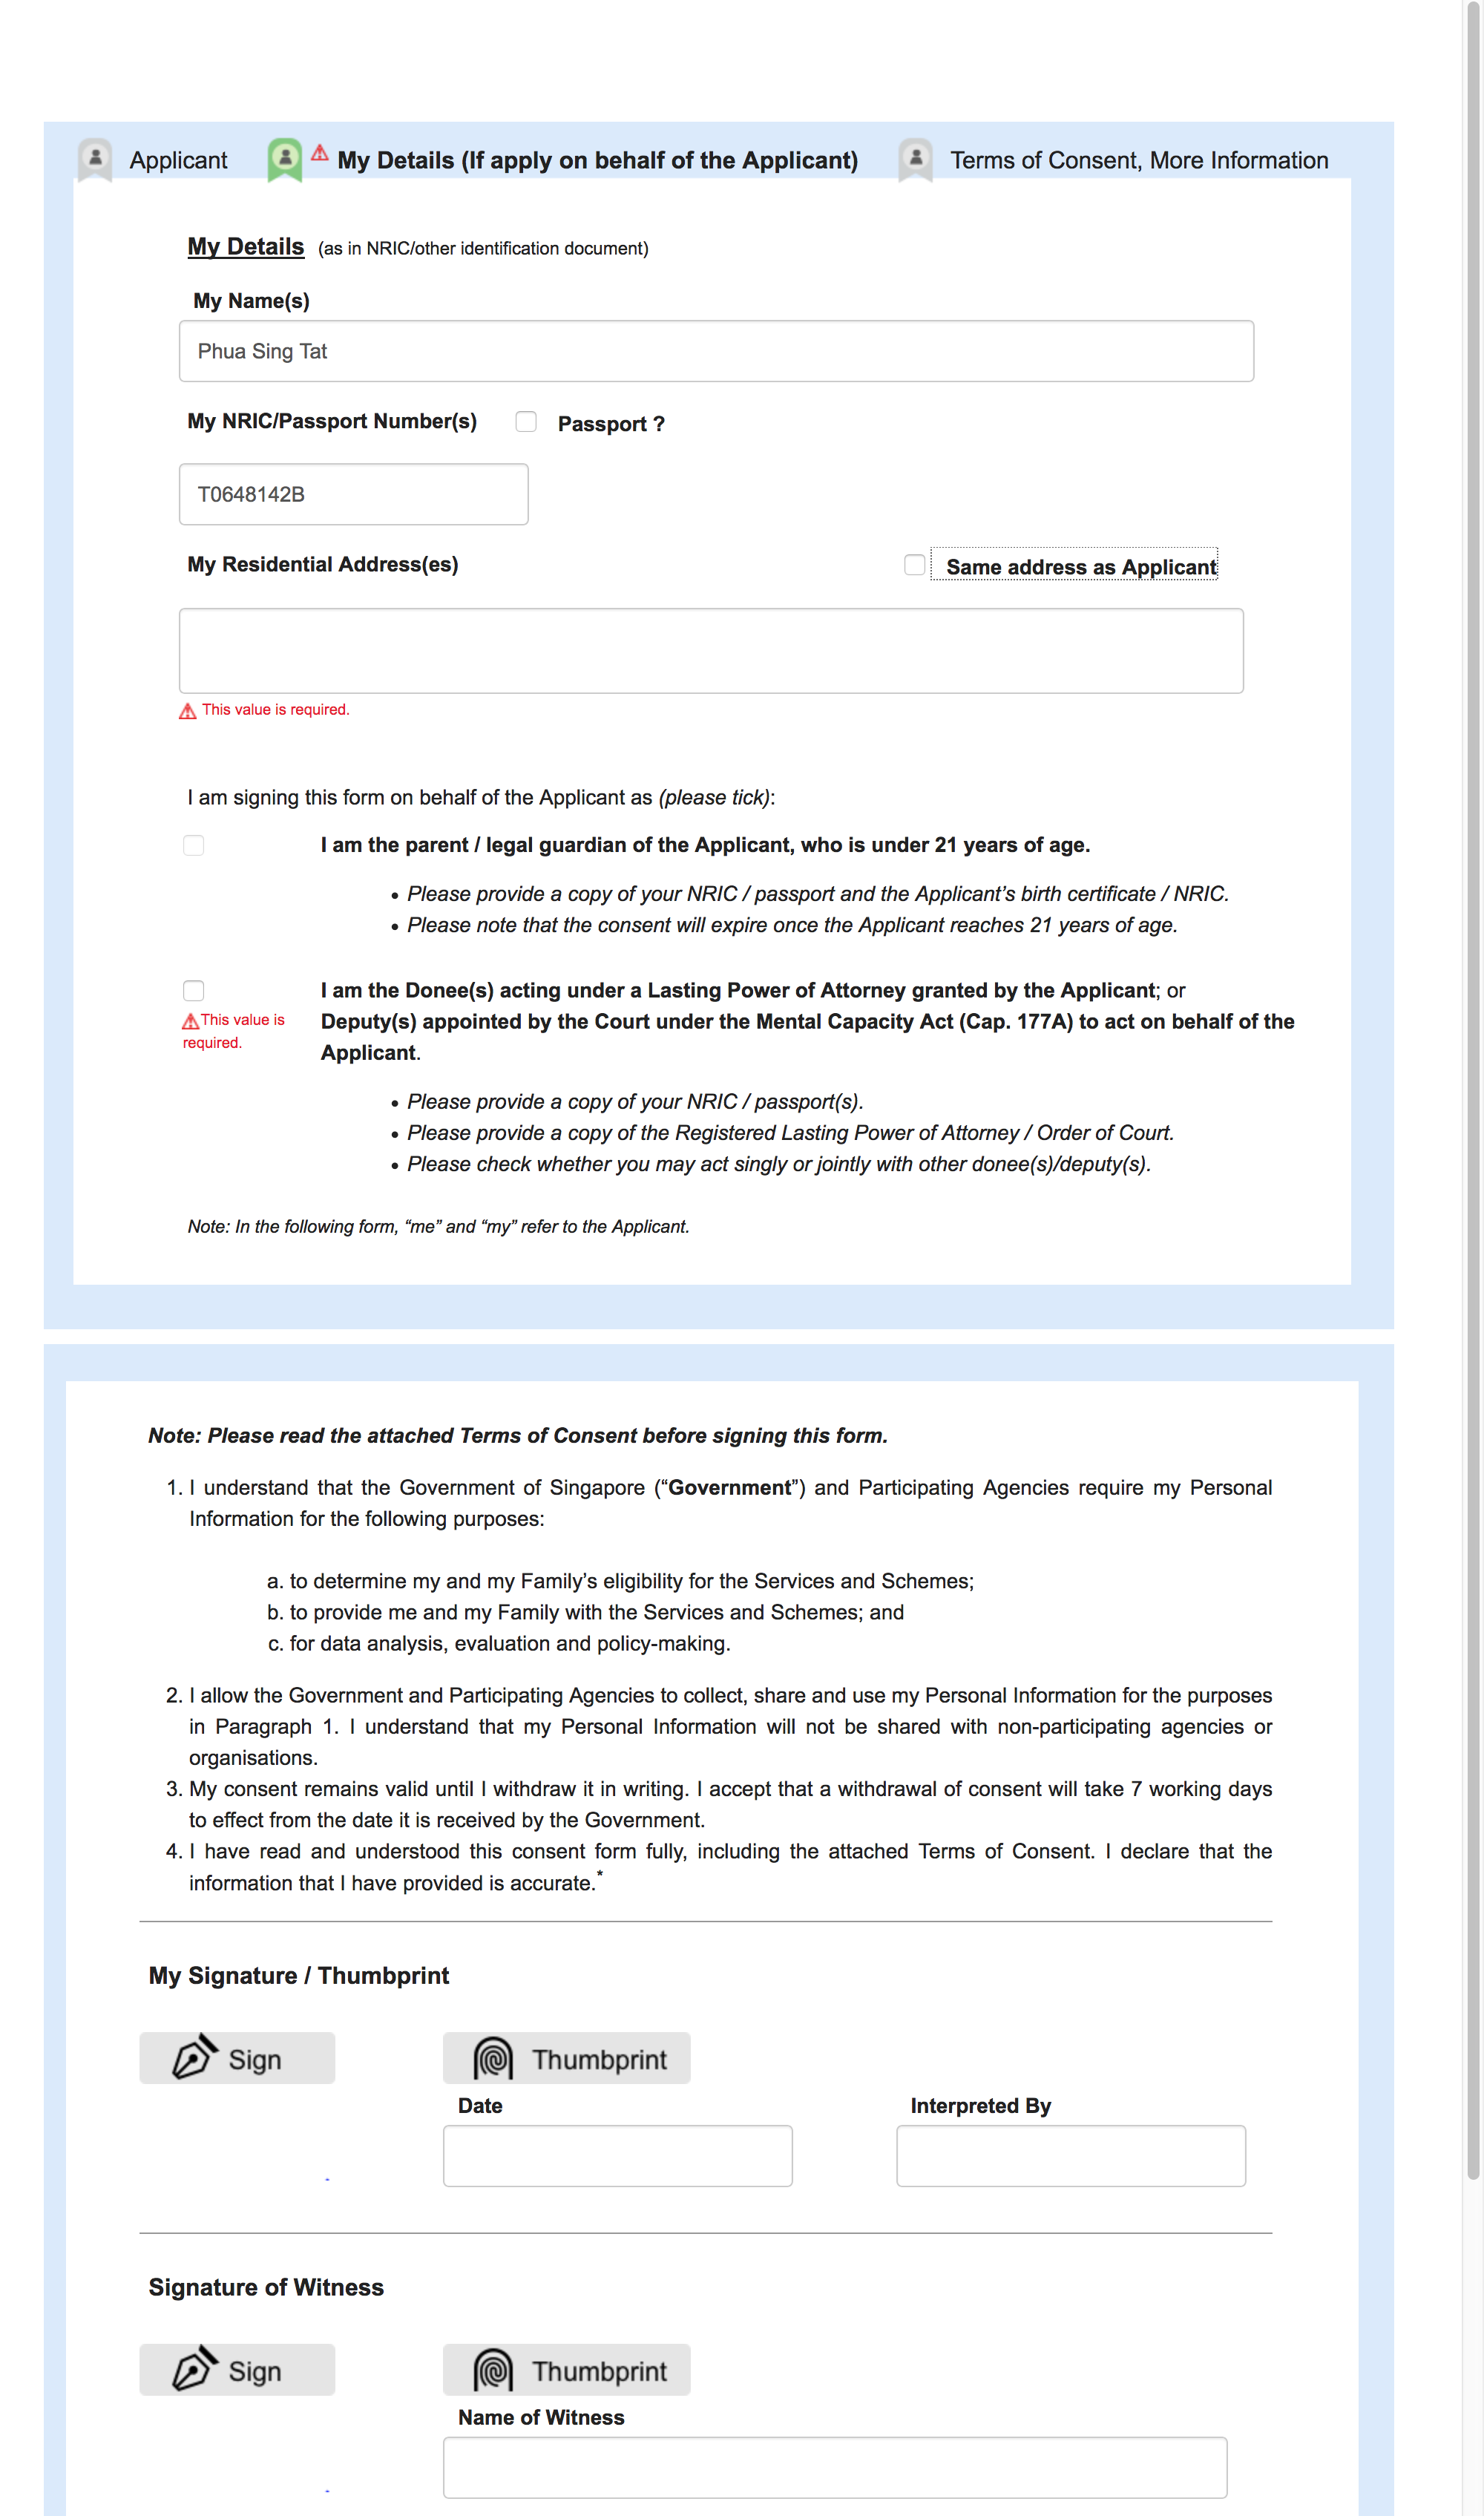 Applicant My Details (If apply on behalf of the Applicant) Terms of Consent, More Information
My Details (as in NRIC/other identification document)
My Name(s)
Phua Sing Tat
My NRIC/Passport Number(s) Passport ?
T0648142B
My Residential Address(es) Same address as Applicant
This value is required.
I am signing this form on behalf of the Applicant as (please tick):
I am the parent / legal guardian of the Applicant, who is under 21 years of age.
• Please provide a copy of your NRIC / passport and the Applicant’s birth certificate / NRIC.
• Please note that the consent will expire once the Applicant reaches 21 years of age.
I am the Donee(s) acting under a Lasting Power of Attorney granted by the Applicant; or
This value is required.
Deputy(s) appointed by the Court under the Mental Capacity Act (Cap. 177A) to act on behalf of the
Applicant.
• Please provide a copy of your NRIC / passport(s).
• Please provide a copy of the Registered Lasting Power of Attorney / Order of Court.
• Please check whether you may act singly or jointly with other donee(s)/deputy(s).
Note: In the following form, “me” and “my” refer to the Applicant.
Note: Please read the attached Terms of Consent before signing this form.
1. I understand that the Government of Singapore (“Government”) and Participating Agencies require my Personal
Information for the following purposes:
a. to determine my and my Family’s eligibility for the Services and Schemes;
b. to provide me and my Family with the Services and Schemes; and
c. for data analysis, evaluation and policy-making.
2. I allow the Government and Participating Agencies to collect, share and use my Personal Information for the purposes
in Paragraph 1. I understand that my Personal Information will not be shared with non-participating agencies or
organisations.
3. My consent remains valid until I withdraw it in writing. I accept that a withdrawal of consent will take 7 working days
to effect from the date it is received by the Government.
4. I have read and understood this consent form fully, including the attached Terms of Consent. I declare that the
information that I have provided is accurate.*
My Signature / Thumbprint
Sign Thumbprint
Date Interpreted By
Signature of Witness
Sign Thumbprint
Name of Witness